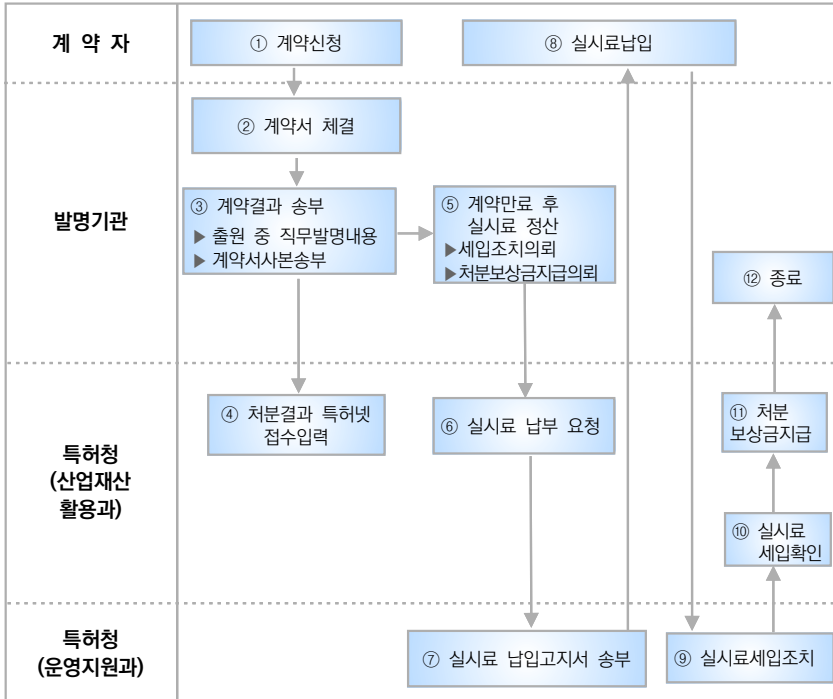 계 약 자
① 계약신청
⑧ 실시료납입
발명기관
② 계약서 체결
③ 계약결과 송부
▶ 출원 중 직무발명내용
▶ 계약서사본송부
⑤ 계약만료 후
실시료 정산
▶세입조치의뢰
▶처분보상금지급의뢰
⑫ 종료
특허청
(산업재산
활용과)
④ 처분결과 특허넷
접수입력
⑥ 실시료 납부 요청
⑪ 처분
보상금지급
⑩ 실시료
세입확인
특허청
(운영지원과)
⑦ 실시료 납입고지서 송부
⑨ 실시료세입조치